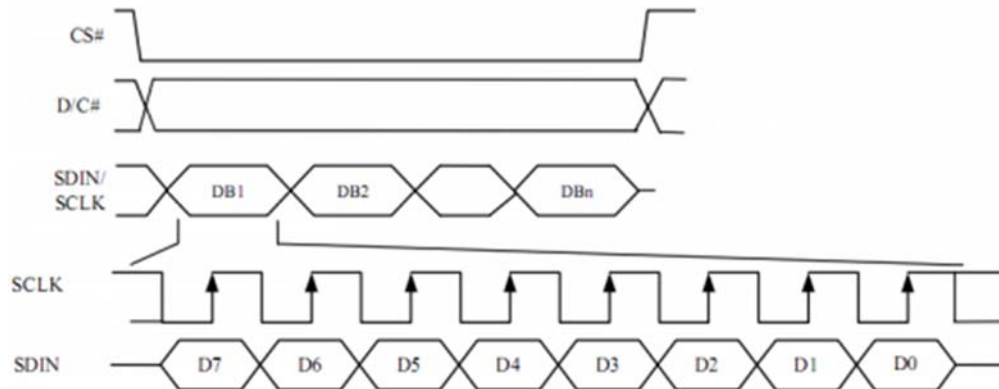 CS#
D/C#
SDIN/
SCLK
DB1 DB2 DBn
SCLK
SDIN D7 D6 D5 D4 D3 D2 D1 D0